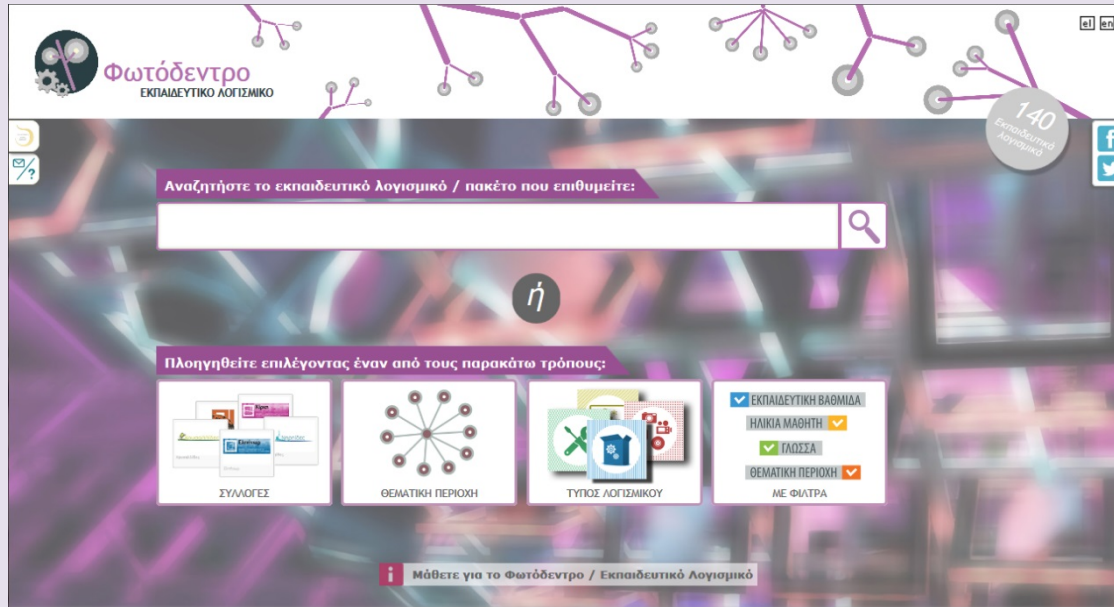 el en
Φωτόδεντρο
ΕΚΠΑΙΔΕΥΤΙΚΟ ΛΟΓΙΣΜΙΚΟ
140
Εκπαιδευτικά
λογισμικά
Αναζητήστε το εκπαιδευτικό λογισμικό / πακέτο που επιθυμείτε:
ή
Πλοηγηθείτε επιλέγοντας έναν από τους παρακάτω τρόπους:
ΣΥΛΛΟΓΕΣ
ΘΕΜΑΤΙΚΗ ΠΕΡΙΟΧΗ
ΤΥΠΟΣ ΛΟΓΙΣΜΙΚΟΥ
ΕΚΠΑΙΔΕΥΤΙΚΗ ΒΑΘΜΙΔΑ
ΗΛΙΚΙΑ ΜΑΘΗΤΗ
ΓΛΩΣΣΑ
ΘΕΜΑΤΙΚΗ ΠΕΡΙΟΧΗ
ΜΕ ΦΙΛΤΡΑ
i Μάθετε για το Φωτόδεντρο / Εκπαιδευτικό Λογισμικό